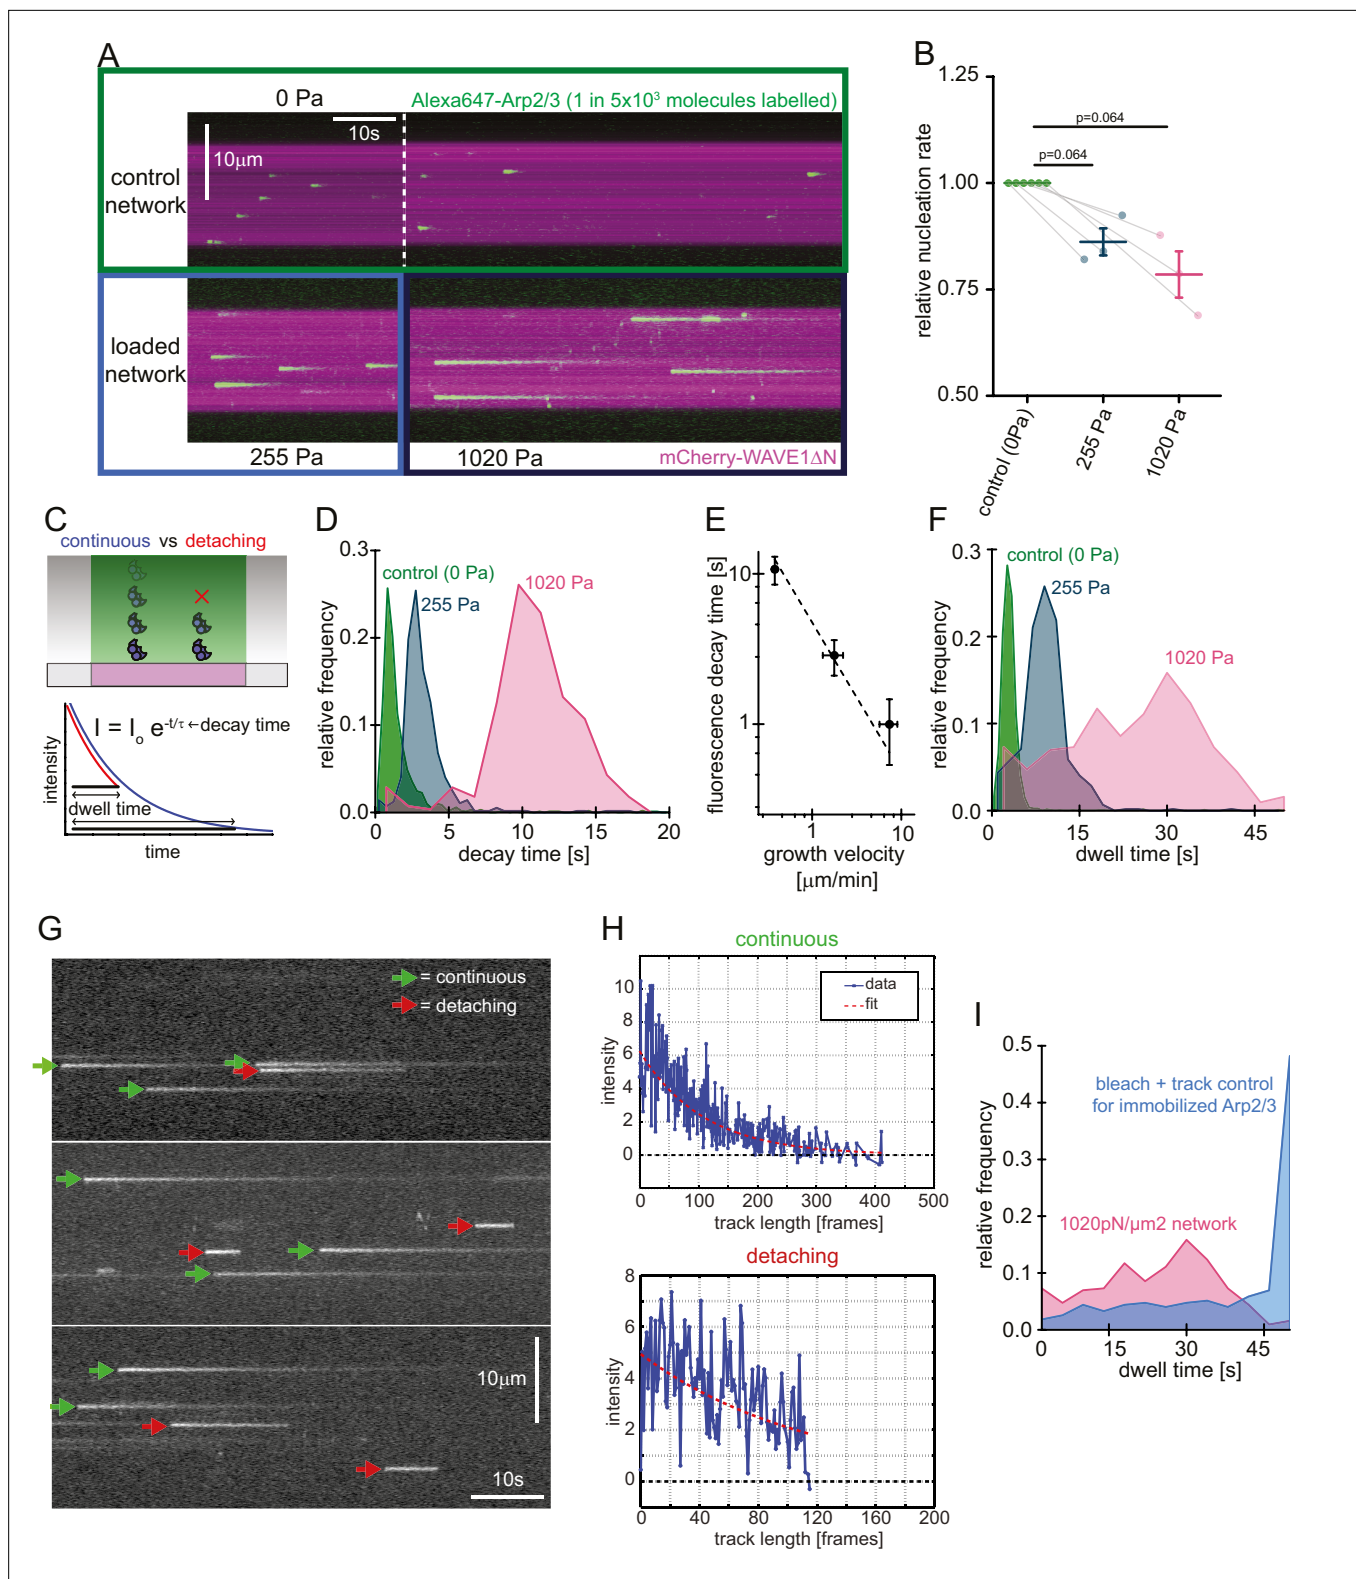 A
0 Pa
Alexa647-Arp2/3 (1 in 5x10³ molecules labelled)
10s
10μm
control
network
loaded
network
255 Pa
1020 Pa
mCherry-WAVE1ΔN
B
relative nucleation rate
1.25
1.00
0.75
0.50
p=0.064
p=0.064
control (0Pa)
255 Pa
1020 Pa
C
continuous vs detaching
I = I₀ e^-t/τ ←decay time
intensity
dwell time
time
D
relative frequency
0.3
0.2
0.1
0.0
control (0 Pa)
255 Pa
1020 Pa
0 5 10 15 20
decay time [s]
E
fluorescence decay time [s]
10
1
1 10
growth velocity
[μm/min]
F
relative frequency
0.3
0.2
0.1
0.0
control (0 Pa)
255 Pa
1020 Pa
0 15 30 45
dwell time [s]
G
= continuous
= detaching
10μm
10s
H
continuous
intensity
10
8
6
4
2
0
data
fit
0 100 200 300 400 500
track length [frames]
detaching
intensity
8
6
4
2
0
0 40 80 120 160 200
track length [frames]
I
relative frequency
0.5
0.4
0.3
0.2
0.1
0.0
bleach + track control
for immobilized Arp2/3
1020pN/μm2 network
0 15 30 45
dwell time [s]